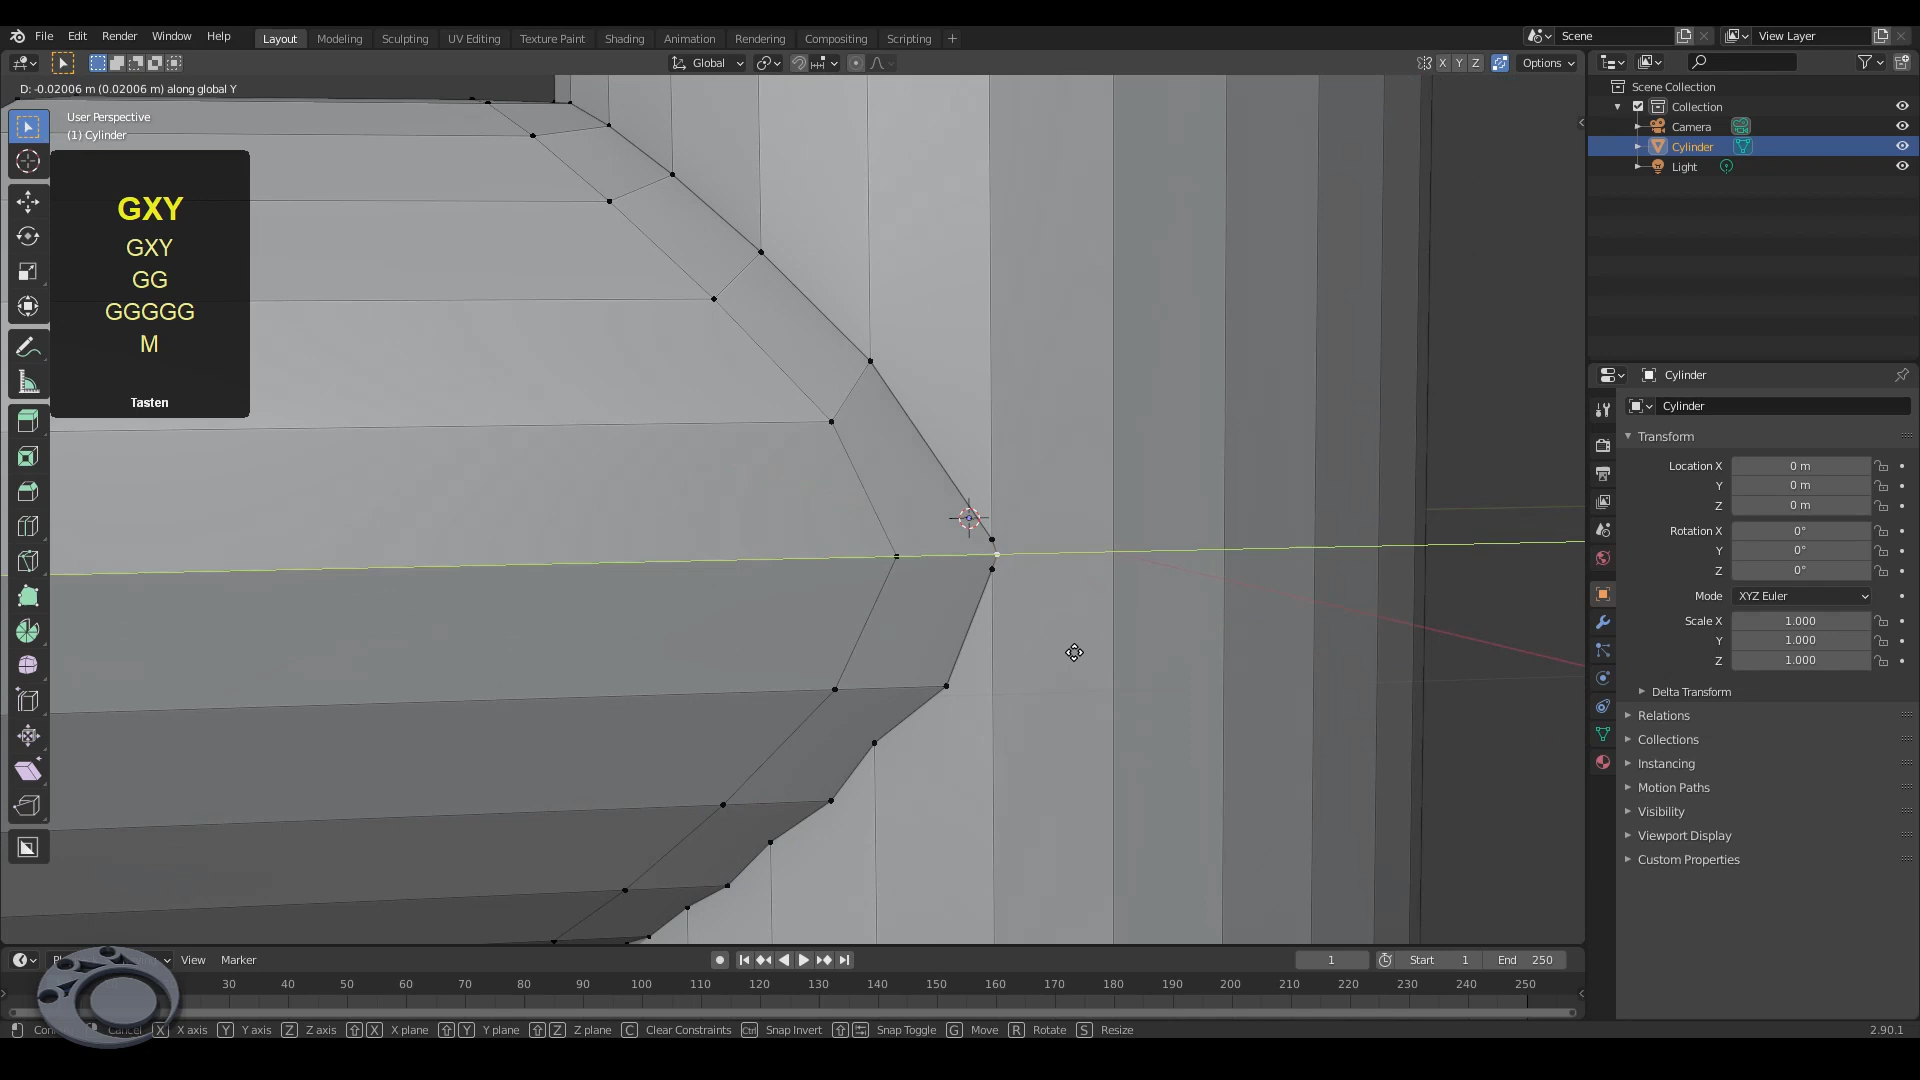 File Edit Render Window Help
Layout Modeling Sculpting UV Editing Texture Paint Shading Animation Rendering Compositing Scripting +
Scene
View Layer
Global
X Y Z
Options
D: -0.02006 m (0.02006 m) along global Y
User Perspective
(1) Cylinder
GXY
GXY
GG
GGGGG
M
Tasten
Scene Collection
Collection
Camera
Cylinder
Light
Cylinder
Cylinder
Transform
Location X 0 m
Y 0 m
Z 0 m
Rotation X 0°
Y 0°
Z 0°
Mode XYZ Euler
Scale X 1.000
Y 1.000
Z 1.000
Delta Transform
Relations
Collections
Instancing
Motion Paths
Visibility
Viewport Display
Custom Properties
View Marker
1 Start 1 End 250
30 40 50 60 70 80 90 100 110 120 130 140 150 160 170 180 190 200 210 220 230 240 250
Cancel X X axis Y Y axis Z Z axis X X plane Y Y plane Z Z plane C Clear Constraints Ctrl Snap Invert Snap Toggle G Move R Rotate S Resize
2.90.1